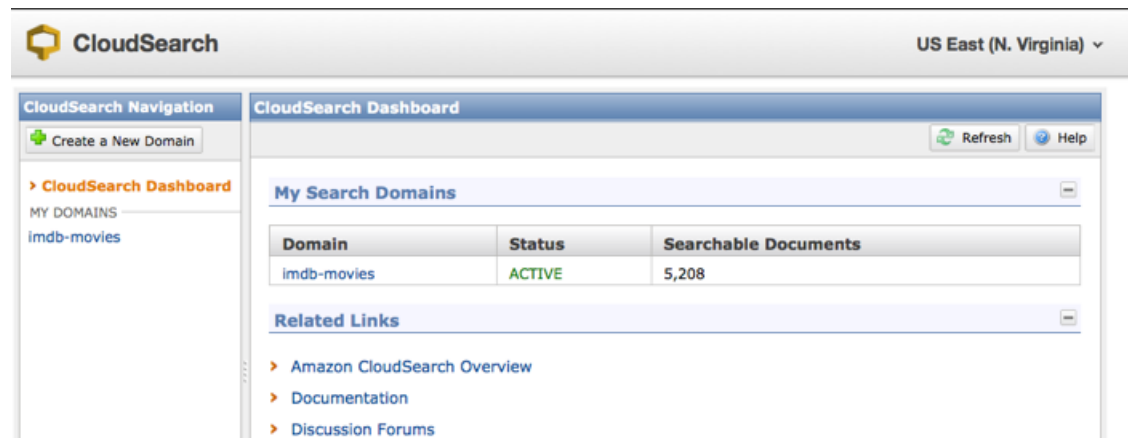 CloudSearch
US East (N. Virginia)
CloudSearch Navigation
Create a New Domain
CloudSearch Dashboard
MY DOMAINS
imdb-movies
CloudSearch Dashboard
Refresh Help
My Search Domains
Domain Status Searchable Documents
imdb-movies ACTIVE 5,208
Related Links
Amazon CloudSearch Overview
Documentation
Discussion Forums